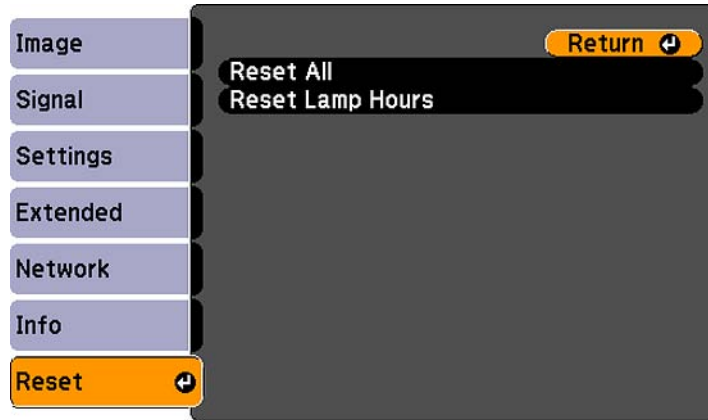 Image
Signal
Settings
Extended
Network
Info
Reset
Return
Reset All
Reset Lamp Hours